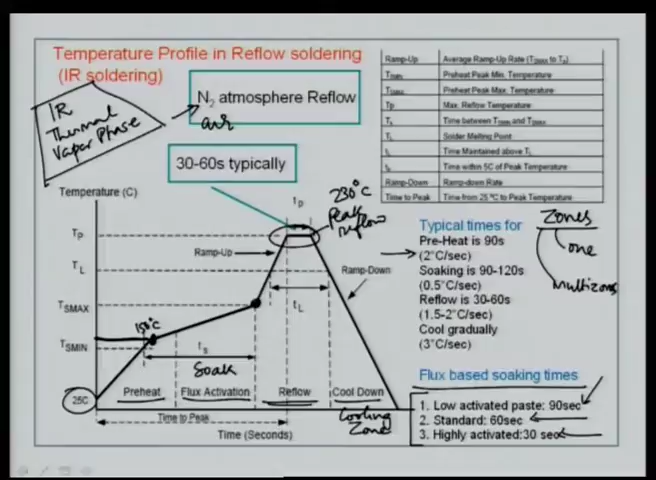 Temperature Profile in Reflow soldering
(IR soldering)
IR
Thermal
Vapor Phase
N2 atmosphere Reflow
air
30-60s typically
Ramp-Up Average Ramp-Up Rate (TSMAX to TP)
TSMIN Preheat Peak Min. Temperature
TSMAX Preheat Peak Max. Temperature
Tp Max. Reflow Temperature
Ts Time between TSMIN and TSMAX
TL Solder Melting Point
tL Time Maintained above TL
tp Time within 5C of Peak Temperature
Ramp-Down Ramp-down Rate
Time to Peak Time from 25 °C to Peak Temperature
Temperature (C)
tP
230°C
Peak
reflow
TP
Ramp-Up
TL
Ramp-Down
TSMAX
tL
150°C
TSMIN
ts
Soak
25C
Preheat Flux Activation Reflow Cool Down
Cooling
Zone
Time to Peak
Time (Seconds)
Typical times for
Zones
one
multizones
Pre-Heat is 90s
(2°C/sec)
Soaking is 90-120s
(0.5°C/sec)
Reflow is 30-60s
(1.5-2°C/sec)
Cool gradually
(3°C/sec)
Flux based soaking times
1. Low activated paste: 90sec
2. Standard: 60sec
3. Highly activated:30 sec